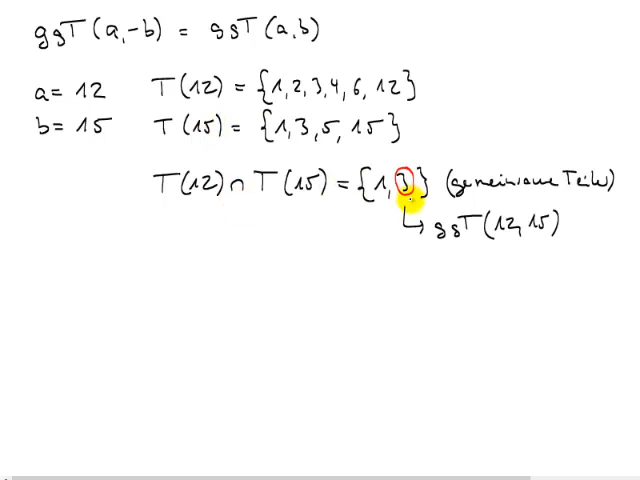 ggT(a,-b) = ggT(a,b)
a = 12 T(12) = {1, 2, 3, 4, 6, 12}
b = 15 T(15) = {1, 3, 5, 15}
T(12) ∩ T(15) = {1, 3} (gemeinsame Teiler)
↳ ggT(12, 15)